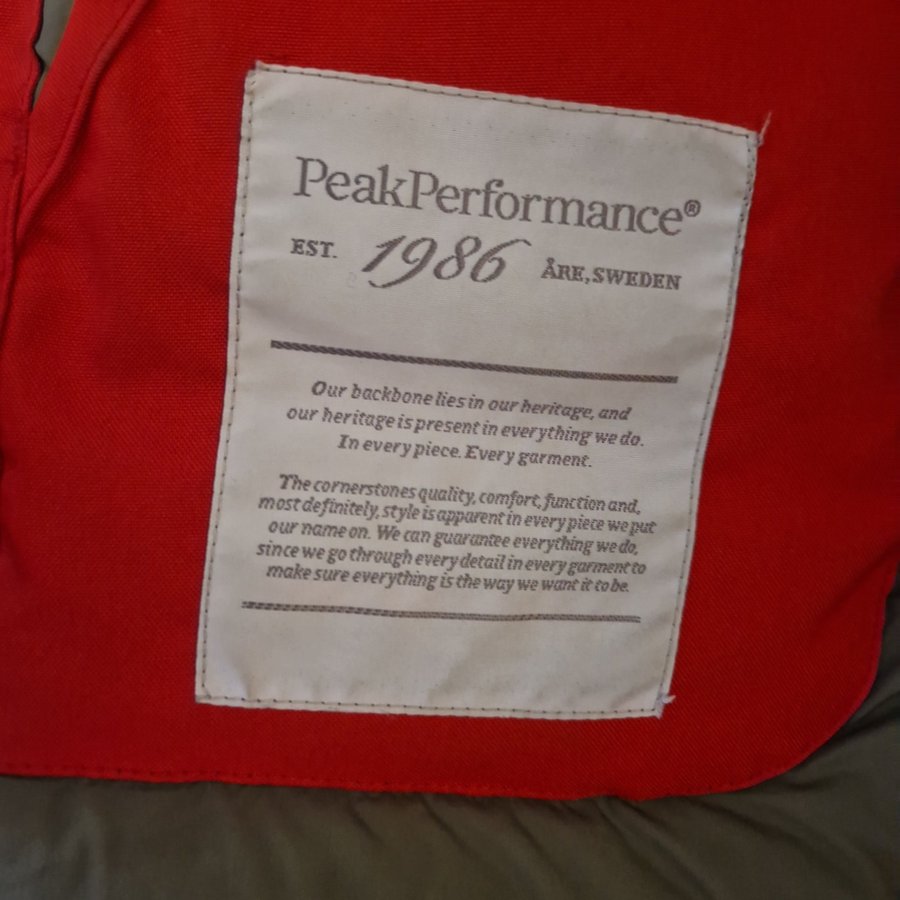 PeakPerformance®
EST. 1986 ÅRE, SWEDEN
Our backbone lies in our heritage, and
our heritage is present in everything we do.
In every piece. Every garment.
The cornerstones quality, comfort, function and,
most definitely, style is apparent in every piece we put
our name on. We can guarantee everything we do,
since we go through every detail in every garment to
make sure everything is the way we want it to be.